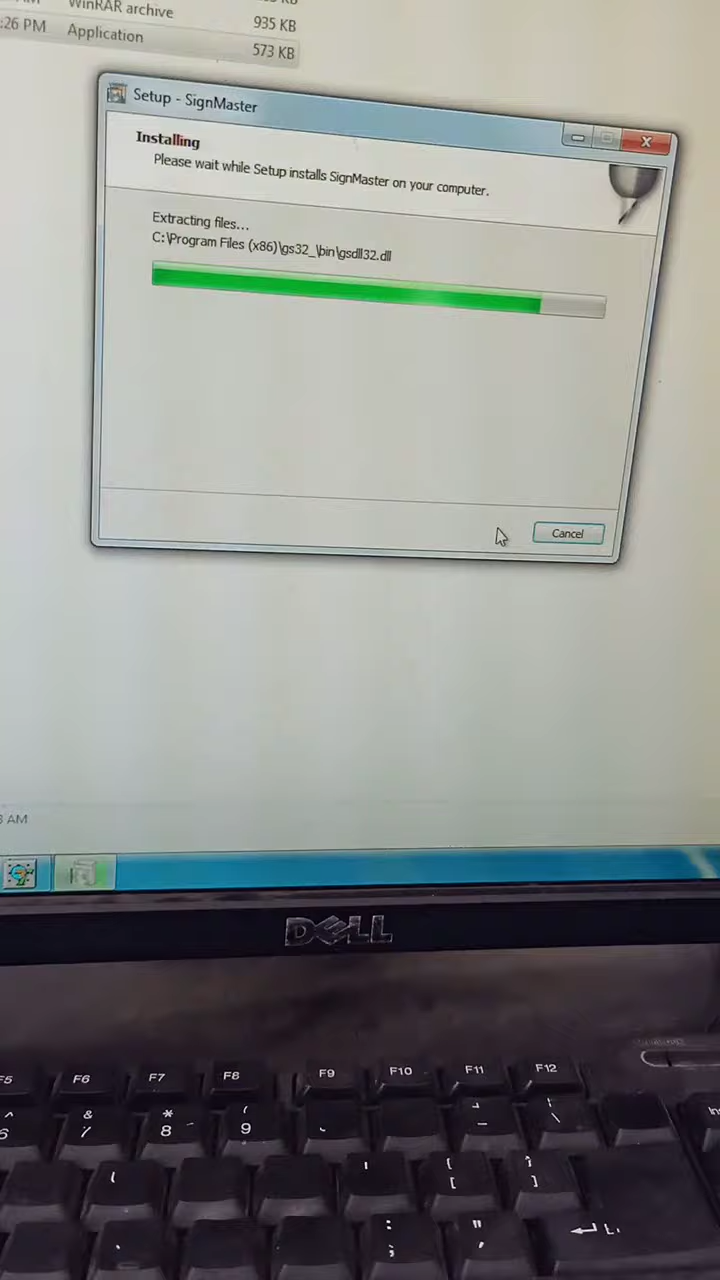 WinRAR archive
935 KB
:26 PM Application 573 KB
Setup - SignMaster
Installing
Please wait while Setup installs SignMaster on your computer.
Extracting files...
C:\Program Files (x86)\gs32_\bin\gsdll32.dll
Cancel
AM
DELL
F5 F6 F7 F8 F9 F10 F11 F12
^ & * (
6 7 8 9
{ }
[ ]
: "
; '